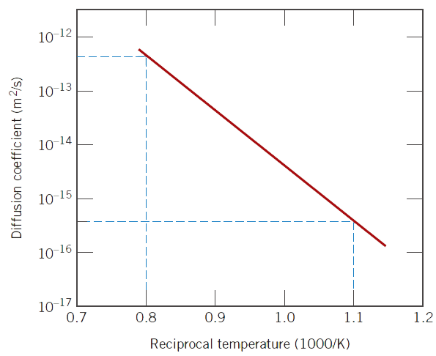 Diffusion coefficient (m²/s)
10⁻¹²
10⁻¹³
10⁻¹⁴
10⁻¹⁵
10⁻¹⁶
10⁻¹⁷
0.7 0.8 0.9 1.0 1.1 1.2
Reciprocal temperature (1000/K)